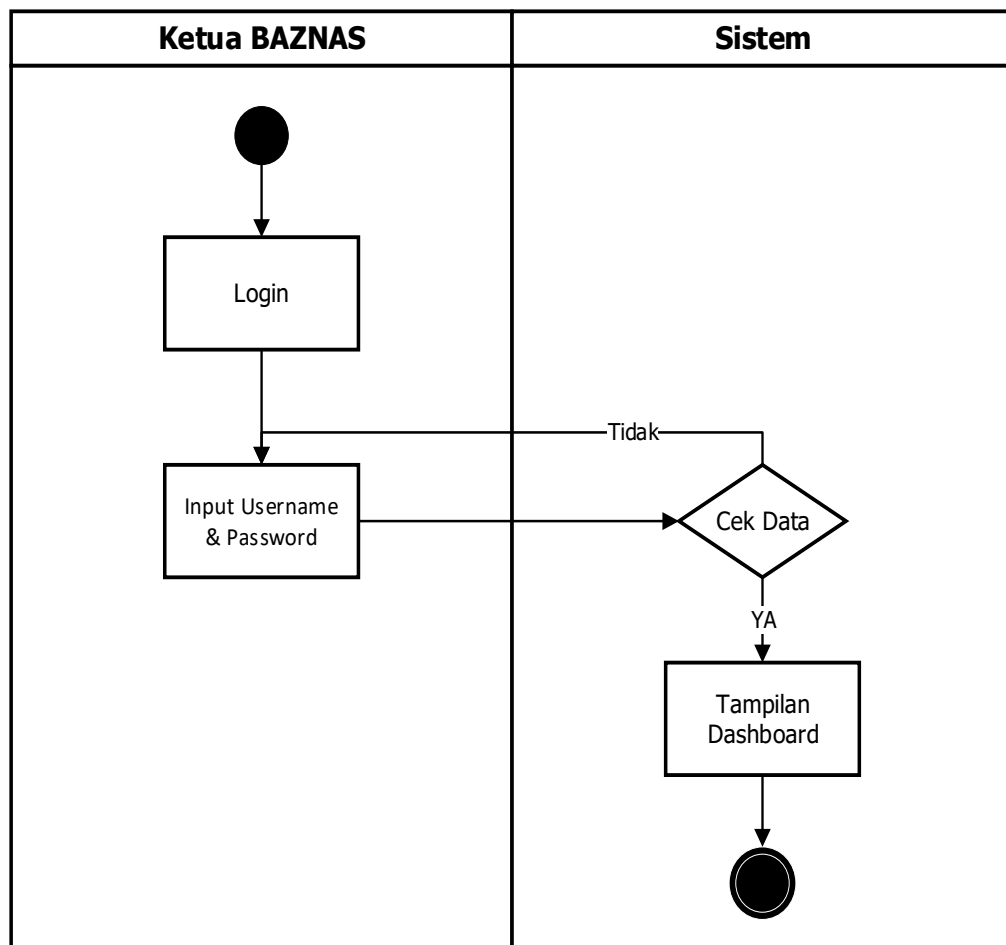 Ketua BAZNAS
Sistem
Login
Tidak
Input Username
& Password
Cek Data
YA
Tampilan
Dashboard